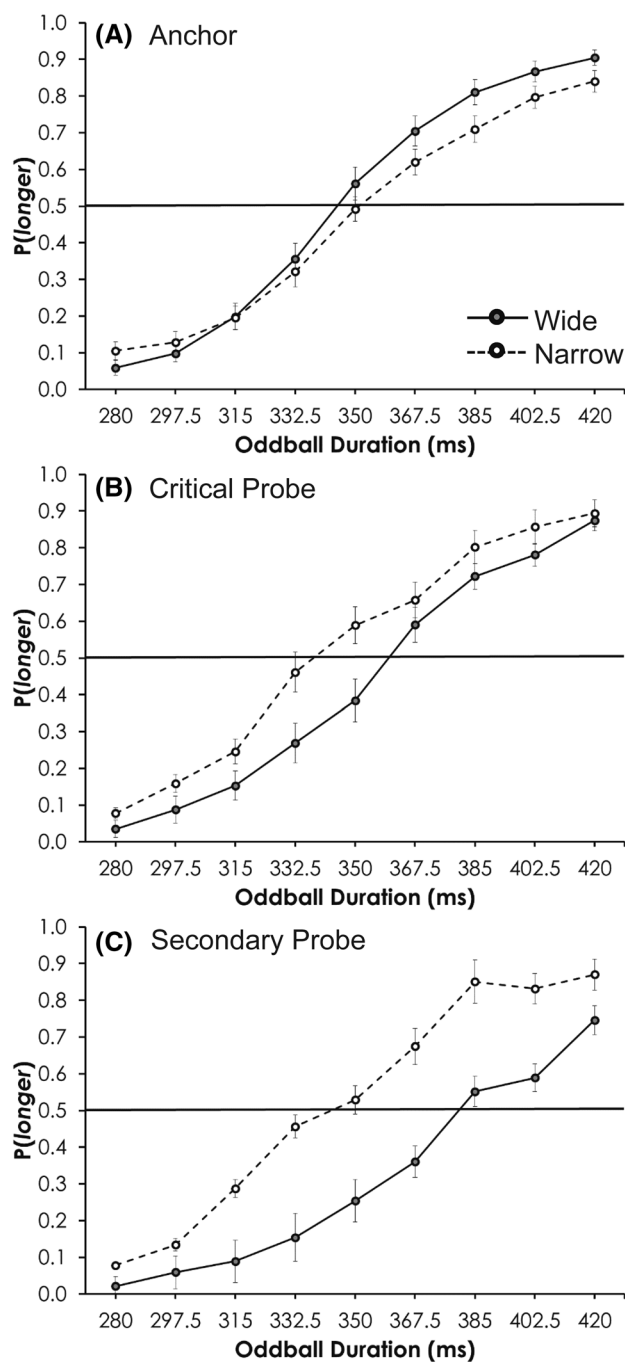 (A) Anchor
1.0
0.9
0.8
0.7
0.6
0.5
0.4
0.3
0.2
0.1
0.0
P(longer)
Wide
Narrow
280 297.5 315 332.5 350 367.5 385 402.5 420
Oddball Duration (ms)
(B) Critical Probe
1.0
0.9
0.8
0.7
0.6
0.5
0.4
0.3
0.2
0.1
0.0
P(longer)
280 297.5 315 332.5 350 367.5 385 402.5 420
Oddball Duration (ms)
(C) Secondary Probe
1.0
0.9
0.8
0.7
0.6
0.5
0.4
0.3
0.2
0.1
0.0
P(longer)
280 297.5 315 332.5 350 367.5 385 402.5 420
Oddball Duration (ms)